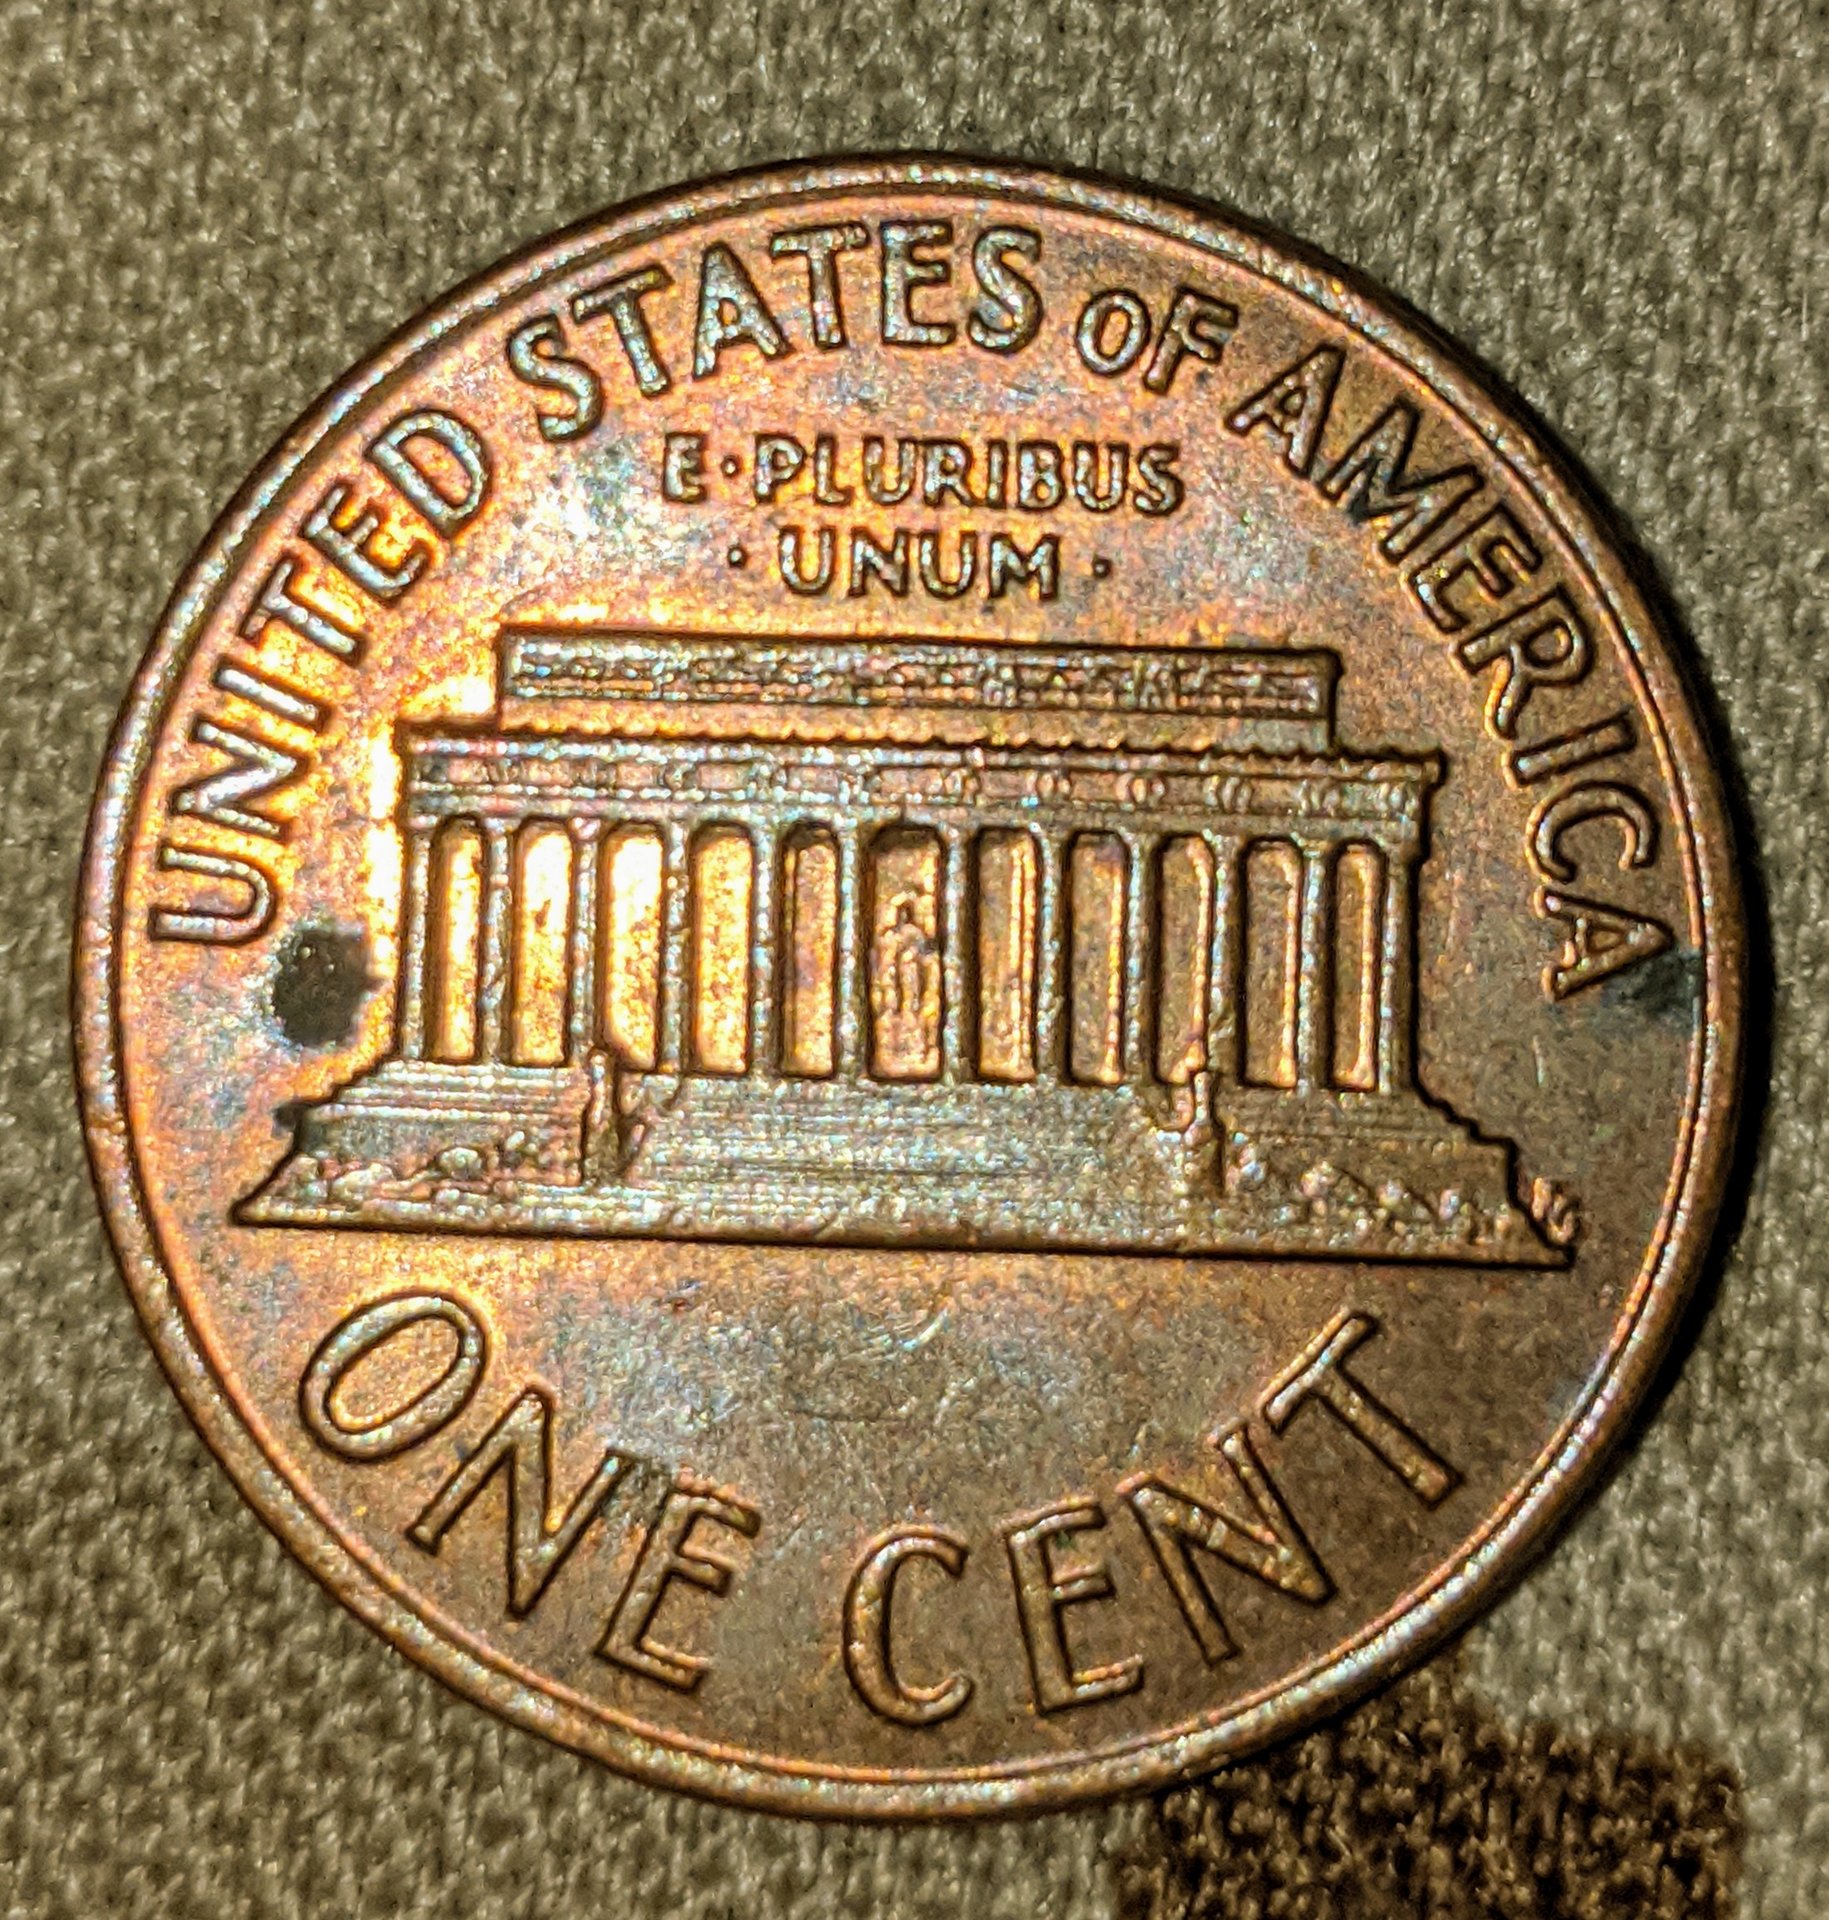 UNITED STATES OF AMERICA
E·PLURIBUS
·UNUM·
ONE CENT